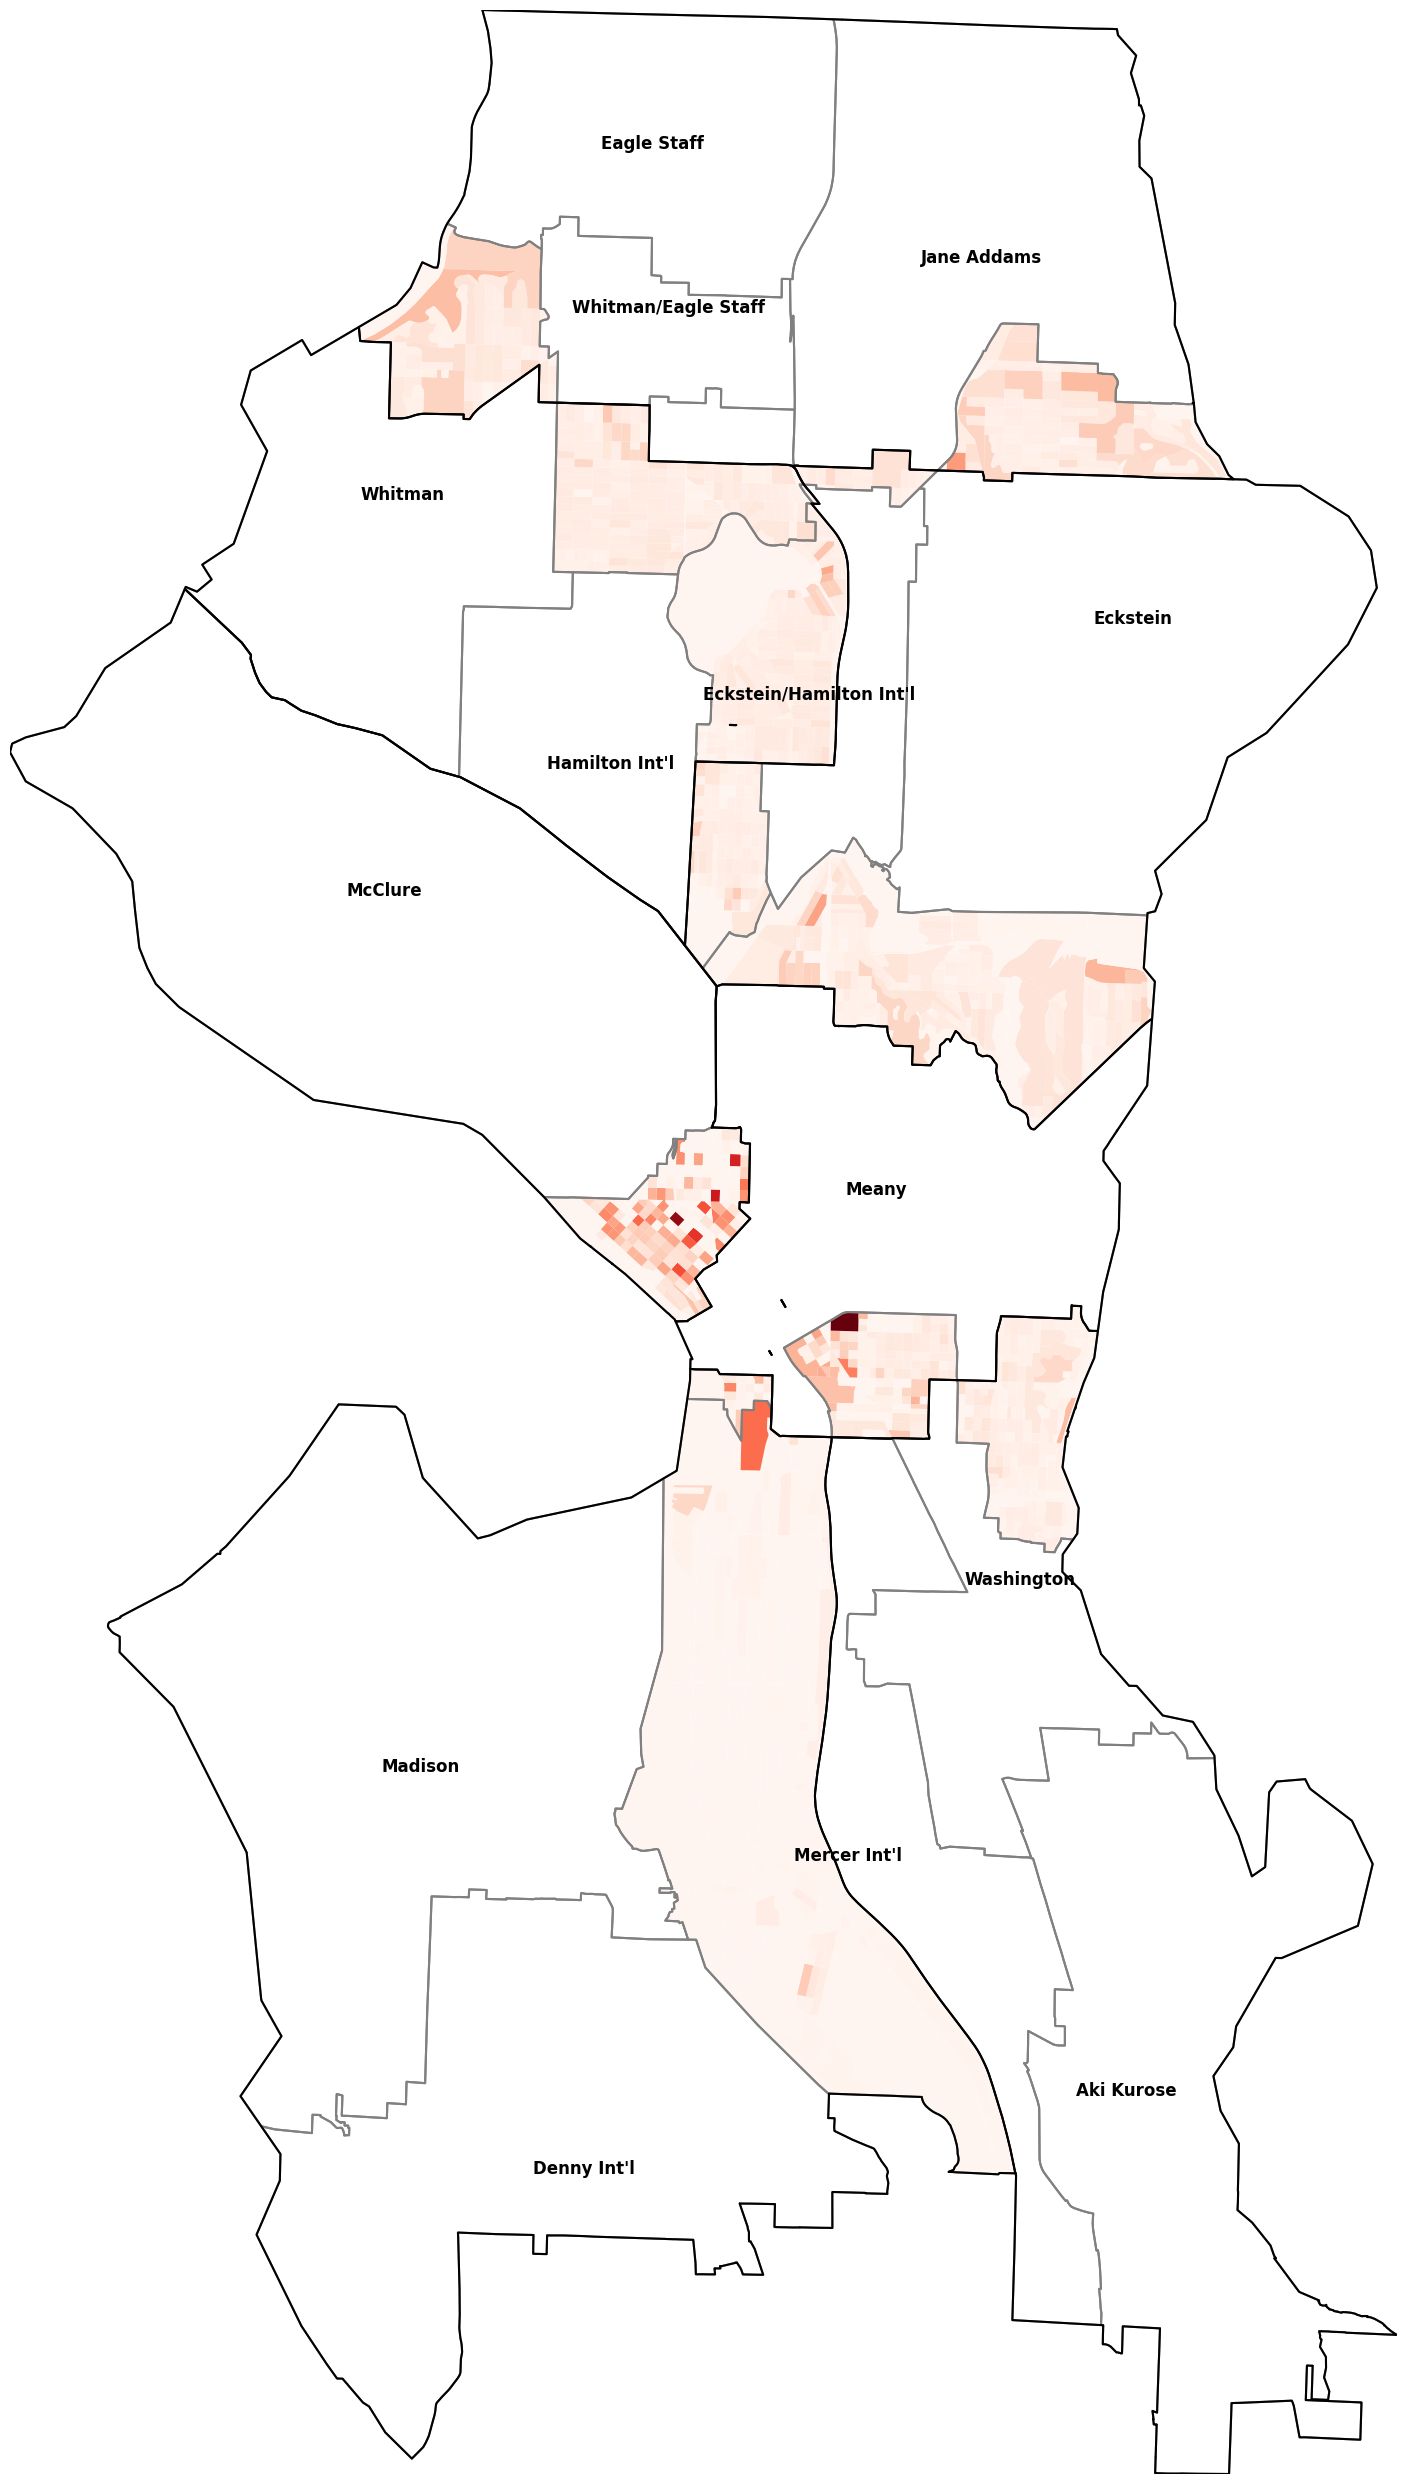 Eagle Staff
Jane Addams
Whitman/Eagle Staff
Whitman
Eckstein
Eckstein/Hamilton Int'l
Hamilton Int'l
McClure
Meany
Washington
Madison
Mercer Int'l
Aki Kurose
Denny Int'l